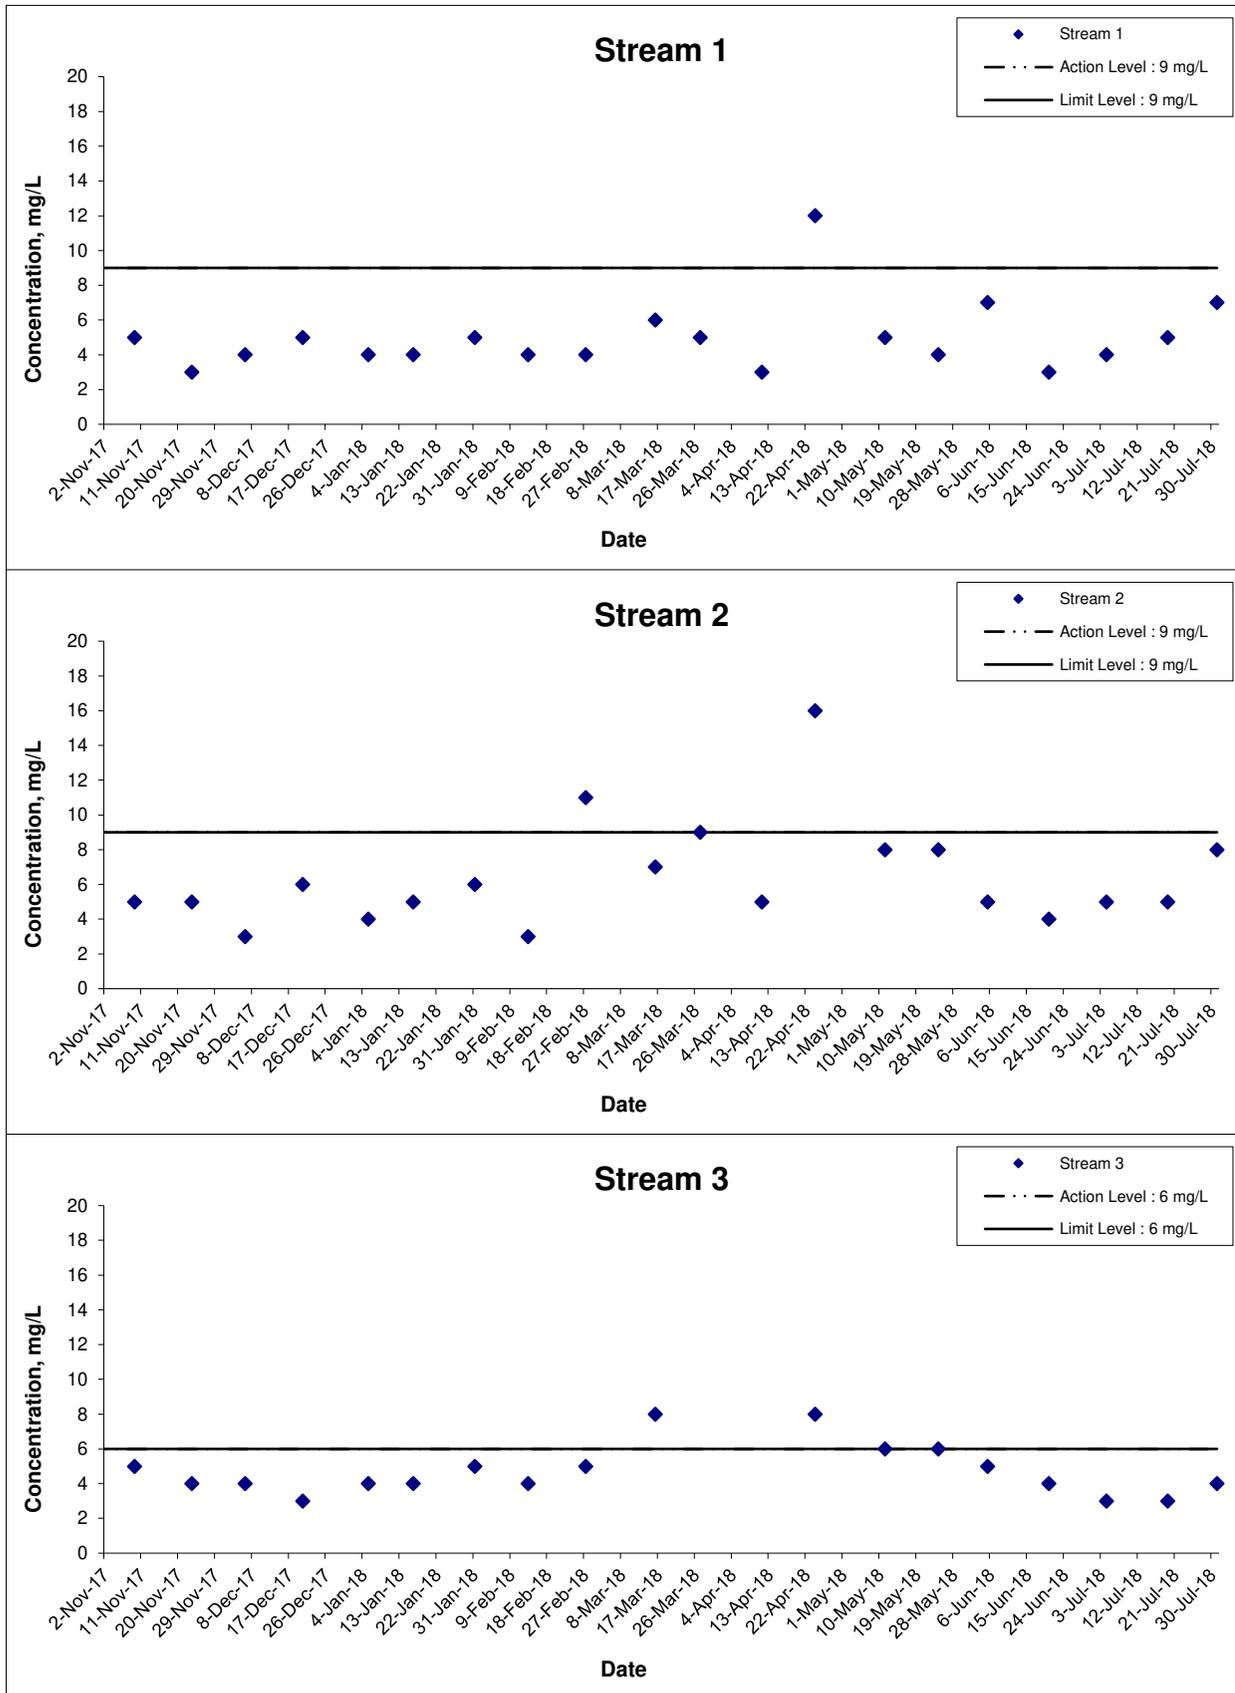 Stream 1
Stream 1
Action Level : 9 mg/L
Limit Level : 9 mg/L
Concentration, mg/L
20
18
16
14
12
10
8
6
4
2
0
2-Nov-17
11-Nov-17
20-Nov-17
29-Nov-17
8-Dec-17
17-Dec-17
26-Dec-17
4-Jan-18
13-Jan-18
22-Jan-18
31-Jan-18
9-Feb-18
18-Feb-18
27-Feb-18
8-Mar-18
17-Mar-18
26-Mar-18
4-Apr-18
13-Apr-18
22-Apr-18
1-May-18
10-May-18
19-May-18
28-May-18
6-Jun-18
15-Jun-18
24-Jun-18
3-Jul-18
12-Jul-18
21-Jul-18
30-Jul-18
Date
Stream 2
Stream 2
Action Level : 9 mg/L
Limit Level : 9 mg/L
Concentration, mg/L
20
18
16
14
12
10
8
6
4
2
0
2-Nov-17
11-Nov-17
20-Nov-17
29-Nov-17
8-Dec-17
17-Dec-17
26-Dec-17
4-Jan-18
13-Jan-18
22-Jan-18
31-Jan-18
9-Feb-18
18-Feb-18
27-Feb-18
8-Mar-18
17-Mar-18
26-Mar-18
4-Apr-18
13-Apr-18
22-Apr-18
1-May-18
10-May-18
19-May-18
28-May-18
6-Jun-18
15-Jun-18
24-Jun-18
3-Jul-18
12-Jul-18
21-Jul-18
30-Jul-18
Date
Stream 3
Stream 3
Action Level : 6 mg/L
Limit Level : 6 mg/L
Concentration, mg/L
20
18
16
14
12
10
8
6
4
2
0
2-Nov-17
11-Nov-17
20-Nov-17
29-Nov-17
8-Dec-17
17-Dec-17
26-Dec-17
4-Jan-18
13-Jan-18
22-Jan-18
31-Jan-18
9-Feb-18
18-Feb-18
27-Feb-18
8-Mar-18
17-Mar-18
26-Mar-18
4-Apr-18
13-Apr-18
22-Apr-18
1-May-18
10-May-18
19-May-18
28-May-18
6-Jun-18
15-Jun-18
24-Jun-18
3-Jul-18
12-Jul-18
21-Jul-18
30-Jul-18
Date